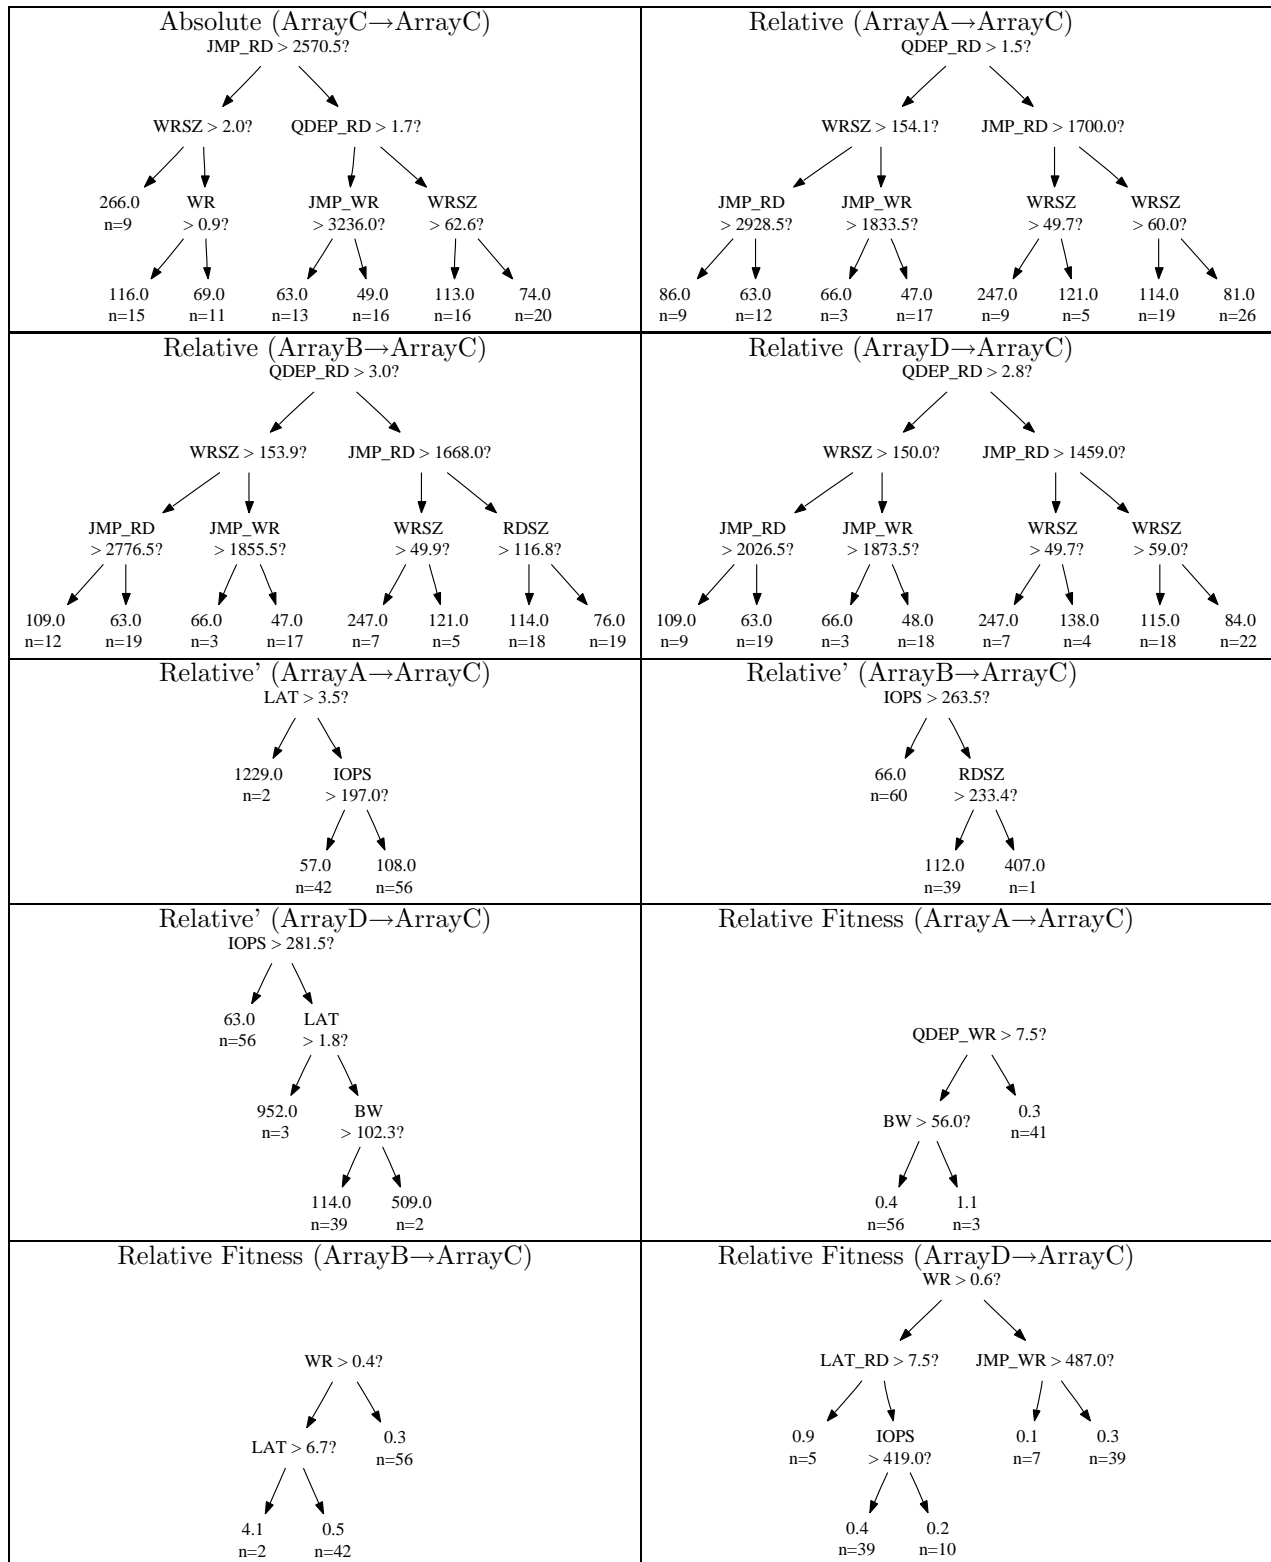 Absolute (ArrayC→ArrayC)
JMP_RD > 2570.5?
WRSZ > 2.0? QDEP_RD > 1.7?
266.0 WR JMP_WR WRSZ
n=9 > 0.9? > 3236.0? > 62.6?
116.0 69.0 63.0 49.0 113.0 74.0
n=15 n=11 n=13 n=16 n=16 n=20
Relative (ArrayA→ArrayC)
QDEP_RD > 1.5?
WRSZ > 154.1? JMP_RD > 1700.0?
JMP_RD JMP_WR WRSZ WRSZ
> 2928.5? > 1833.5? > 49.7? > 60.0?
86.0 63.0 66.0 47.0 247.0 121.0 114.0 81.0
n=9 n=12 n=3 n=17 n=9 n=5 n=19 n=26
Relative (ArrayB→ArrayC)
QDEP_RD > 3.0?
WRSZ > 153.9? JMP_RD > 1668.0?
JMP_RD JMP_WR WRSZ RDSZ
> 2776.5? > 1855.5? > 49.9? > 116.8?
109.0 63.0 66.0 47.0 247.0 121.0 114.0 76.0
n=12 n=19 n=3 n=17 n=7 n=5 n=18 n=19
Relative (ArrayD→ArrayC)
QDEP_RD > 2.8?
WRSZ > 150.0? JMP_RD > 1459.0?
JMP_RD JMP_WR WRSZ WRSZ
> 2026.5? > 1873.5? > 49.7? > 59.0?
109.0 63.0 66.0 48.0 247.0 138.0 115.0 84.0
n=9 n=19 n=3 n=18 n=7 n=4 n=18 n=22
Relative’ (ArrayA→ArrayC)
LAT > 3.5?
1229.0 IOPS
n=2 > 197.0?
57.0 108.0
n=42 n=56
Relative’ (ArrayB→ArrayC)
IOPS > 263.5?
66.0 RDSZ
n=60 > 233.4?
112.0 407.0
n=39 n=1
Relative’ (ArrayD→ArrayC)
IOPS > 281.5?
63.0 LAT
n=56 > 1.8?
952.0 BW
n=3 > 102.3?
114.0 509.0
n=39 n=2
Relative Fitness (ArrayA→ArrayC)
QDEP_WR > 7.5?
BW > 56.0? 0.3
n=41
0.4 1.1
n=56 n=3
Relative Fitness (ArrayB→ArrayC)
WR > 0.4?
LAT > 6.7? 0.3
n=56
4.1 0.5
n=2 n=42
Relative Fitness (ArrayD→ArrayC)
WR > 0.6?
LAT_RD > 7.5? JMP_WR > 487.0?
0.9 IOPS 0.1 0.3
n=5 > 419.0? n=7 n=39
0.4 0.2
n=39 n=10